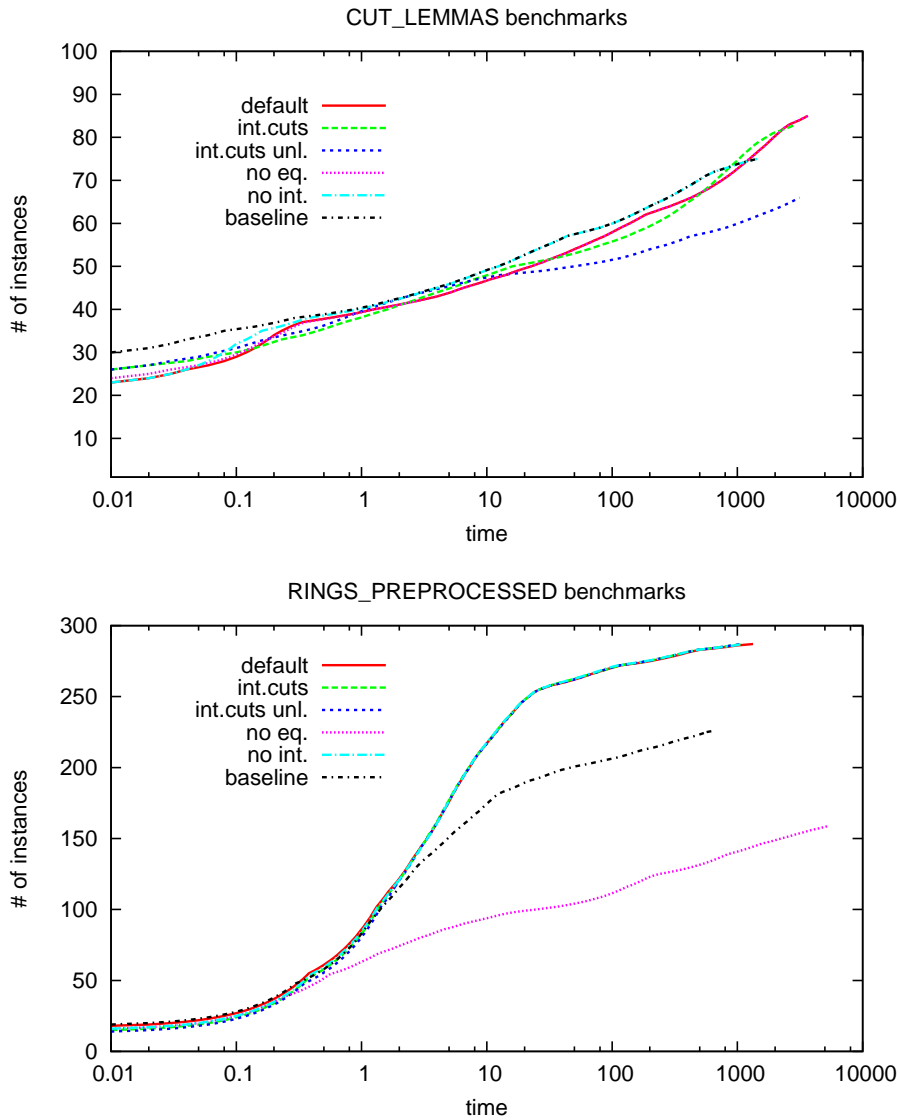 CUT_LEMMAS benchmarks
100
90
80
70
60
50
40
30
20
10
# of instances
default
int.cuts
int.cuts unl.
no eq.
no int.
baseline
0.01 0.1 1 10 100 1000 10000
time
RINGS_PREPROCESSED benchmarks
300
250
200
150
100
50
0
# of instances
default
int.cuts
int.cuts unl.
no eq.
no int.
baseline
0.01 0.1 1 10 100 1000 10000
time